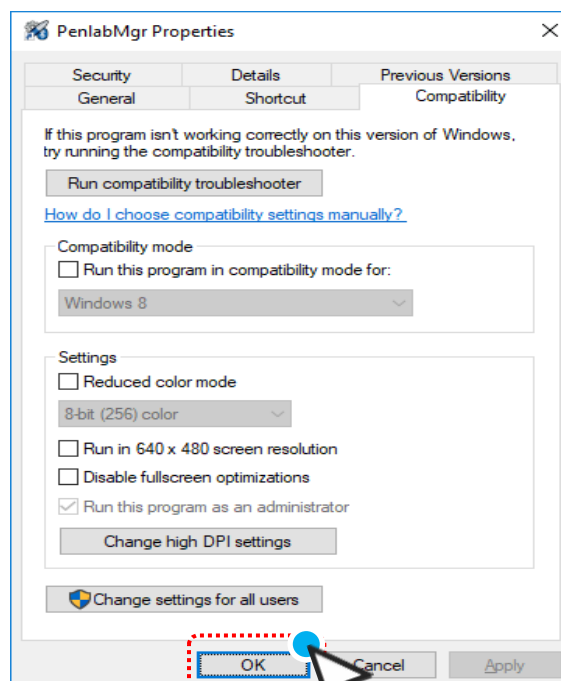 PenlabMgr Properties
Security Details Previous Versions
General Shortcut Compatibility
If this program isn't working correctly on this version of Windows,
try running the compatibility troubleshooter.
Run compatibility troubleshooter
How do I choose compatibility settings manually?
Compatibility mode
Run this program in compatibility mode for:
Windows 8
Settings
Reduced color mode
8-bit (256) color
Run in 640 x 480 screen resolution
Disable fullscreen optimizations
Run this program as an administrator
Change high DPI settings
Change settings for all users
OK Cancel Apply